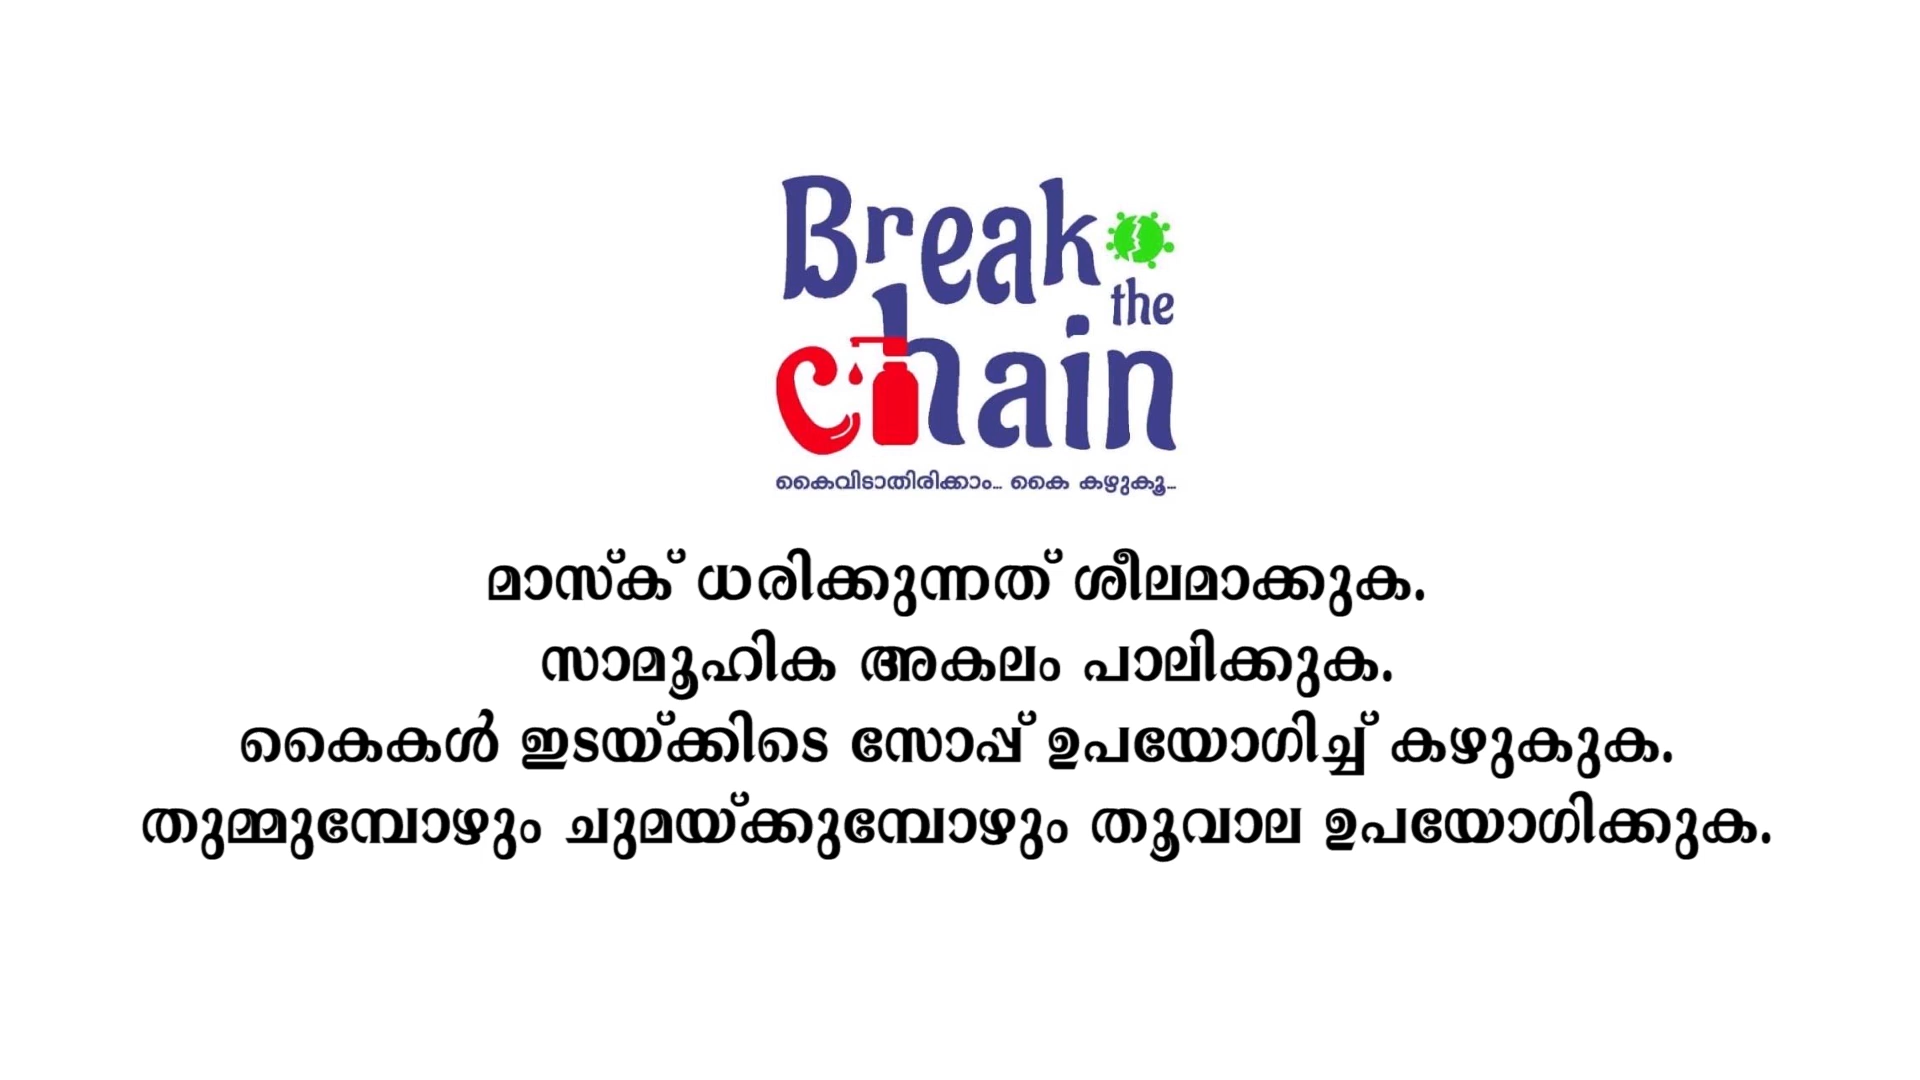 Break
the
chain
കൈവിടാതിരിക്കാം... കൈ കഴുകൂ...
മാസ്ക് ധരിക്കുന്നത് ശീലമാക്കുക.
സാമൂഹിക അകലം പാലിക്കുക.
കൈകൾ ഇടയ്ക്കിടെ സോപ്പ് ഉപയോഗിച്ച് കഴുകുക.
തുമ്മുമ്പോഴും ചുമയ്ക്കുമ്പോഴും തൂവാല ഉപയോഗിക്കുക.